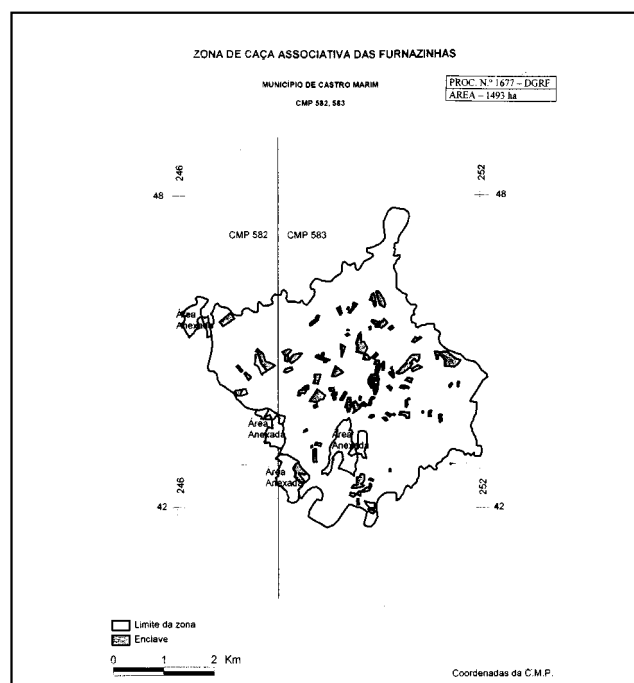 ZONA DE CAÇA ASSOCIATIVA DAS FURNAZINHAS
MUNICÍPIO DE CASTRO MARIM
CMP 582, 583
PROC. N.º 1677 – DGRF
AREA – 1493 ha
246
252
48
48
CMP 582
CMP 583
Área
Anexada
Área
Anexada
Área
Anexada
Área
Anexada
246
252
42
42
Limite da zona
Enclave
0 1 2 Km
Coordenadas da C.M.P.